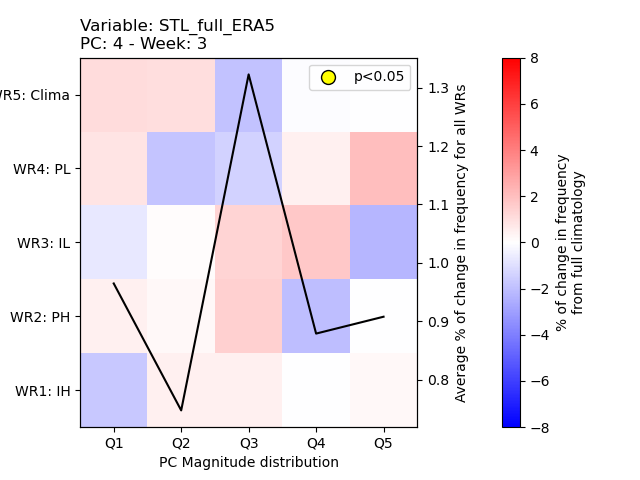 Variable: STL_full_ERA5
PC: 4 - Week: 3
p<0.05
WR5: Clima
WR4: PL
WR3: IL
WR2: PH
WR1: IH
Q1 Q2 Q3 Q4 Q5
PC Magnitude distribution
1.3
1.2
1.1
1.0
0.9
0.8
Average % of change in frequency for all WRs
8
6
4
2
0
−2
−4
−6
−8
% of change in frequency
from full climatology